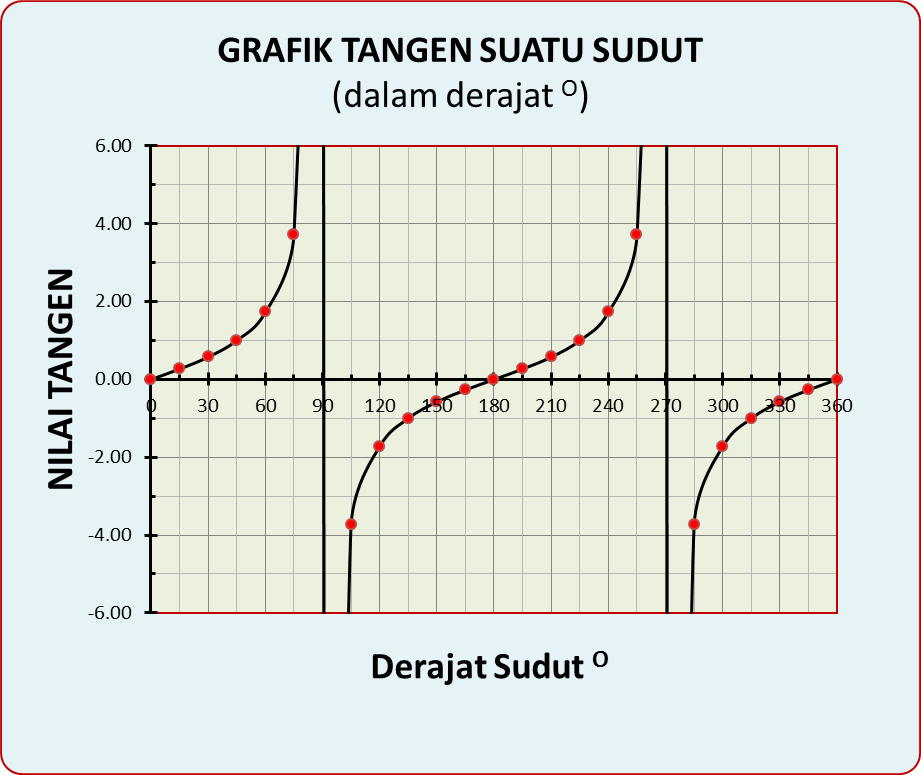 GRAFIK TANGEN SUATU SUDUT
(dalam derajat ᴼ)
6.00
4.00
2.00
0.00
-2.00
-4.00
-6.00
NILAI TANGEN
0 30 60 90 120 150 180 210 240 270 300 330 360
Derajat Sudut ᴼ